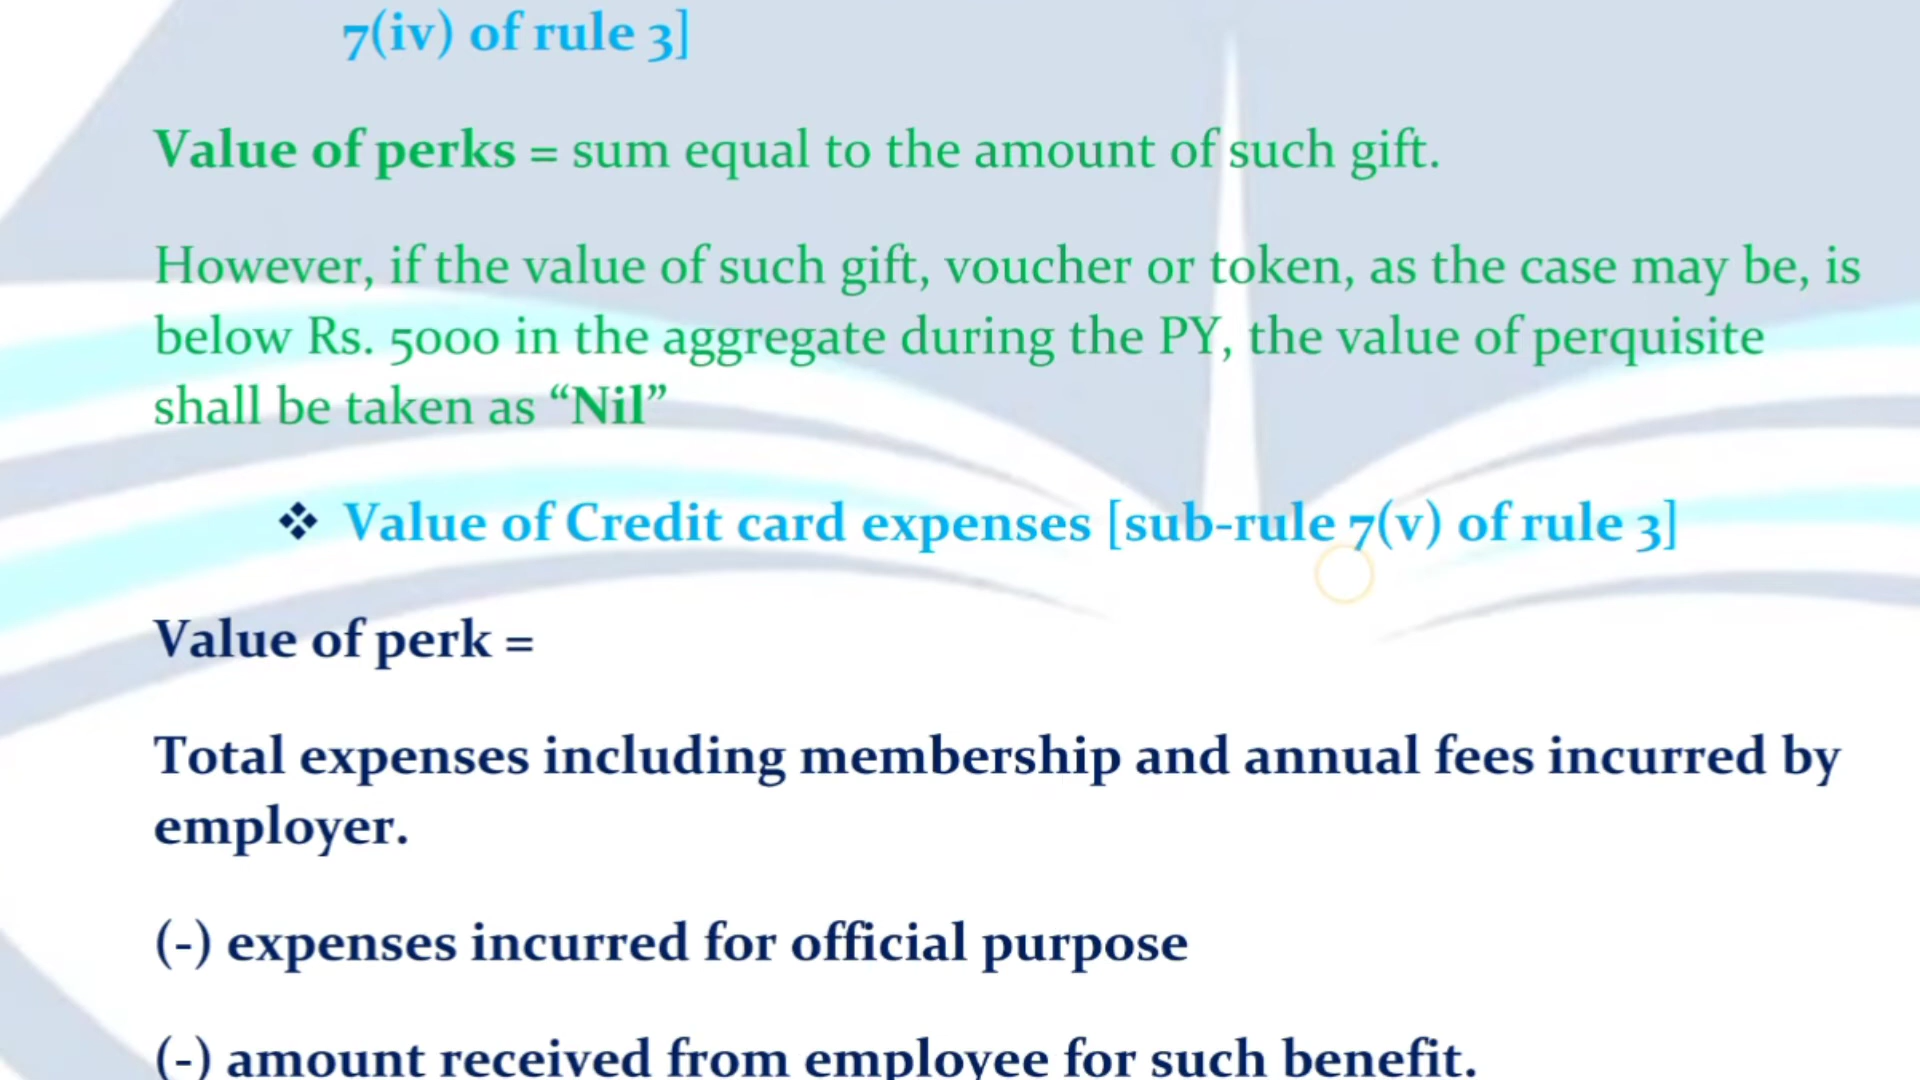 7(iv) of rule 3]
Value of perks = sum equal to the amount of such gift.
However, if the value of such gift, voucher or token, as the case may be, is
below Rs. 5000 in the aggregate during the PY, the value of perquisite
shall be taken as “Nil”
❖ Value of Credit card expenses [sub-rule 7(v) of rule 3]
Value of perk =
Total expenses including membership and annual fees incurred by
employer.
(-) expenses incurred for official purpose
(-) amount received from employee for such benefit.